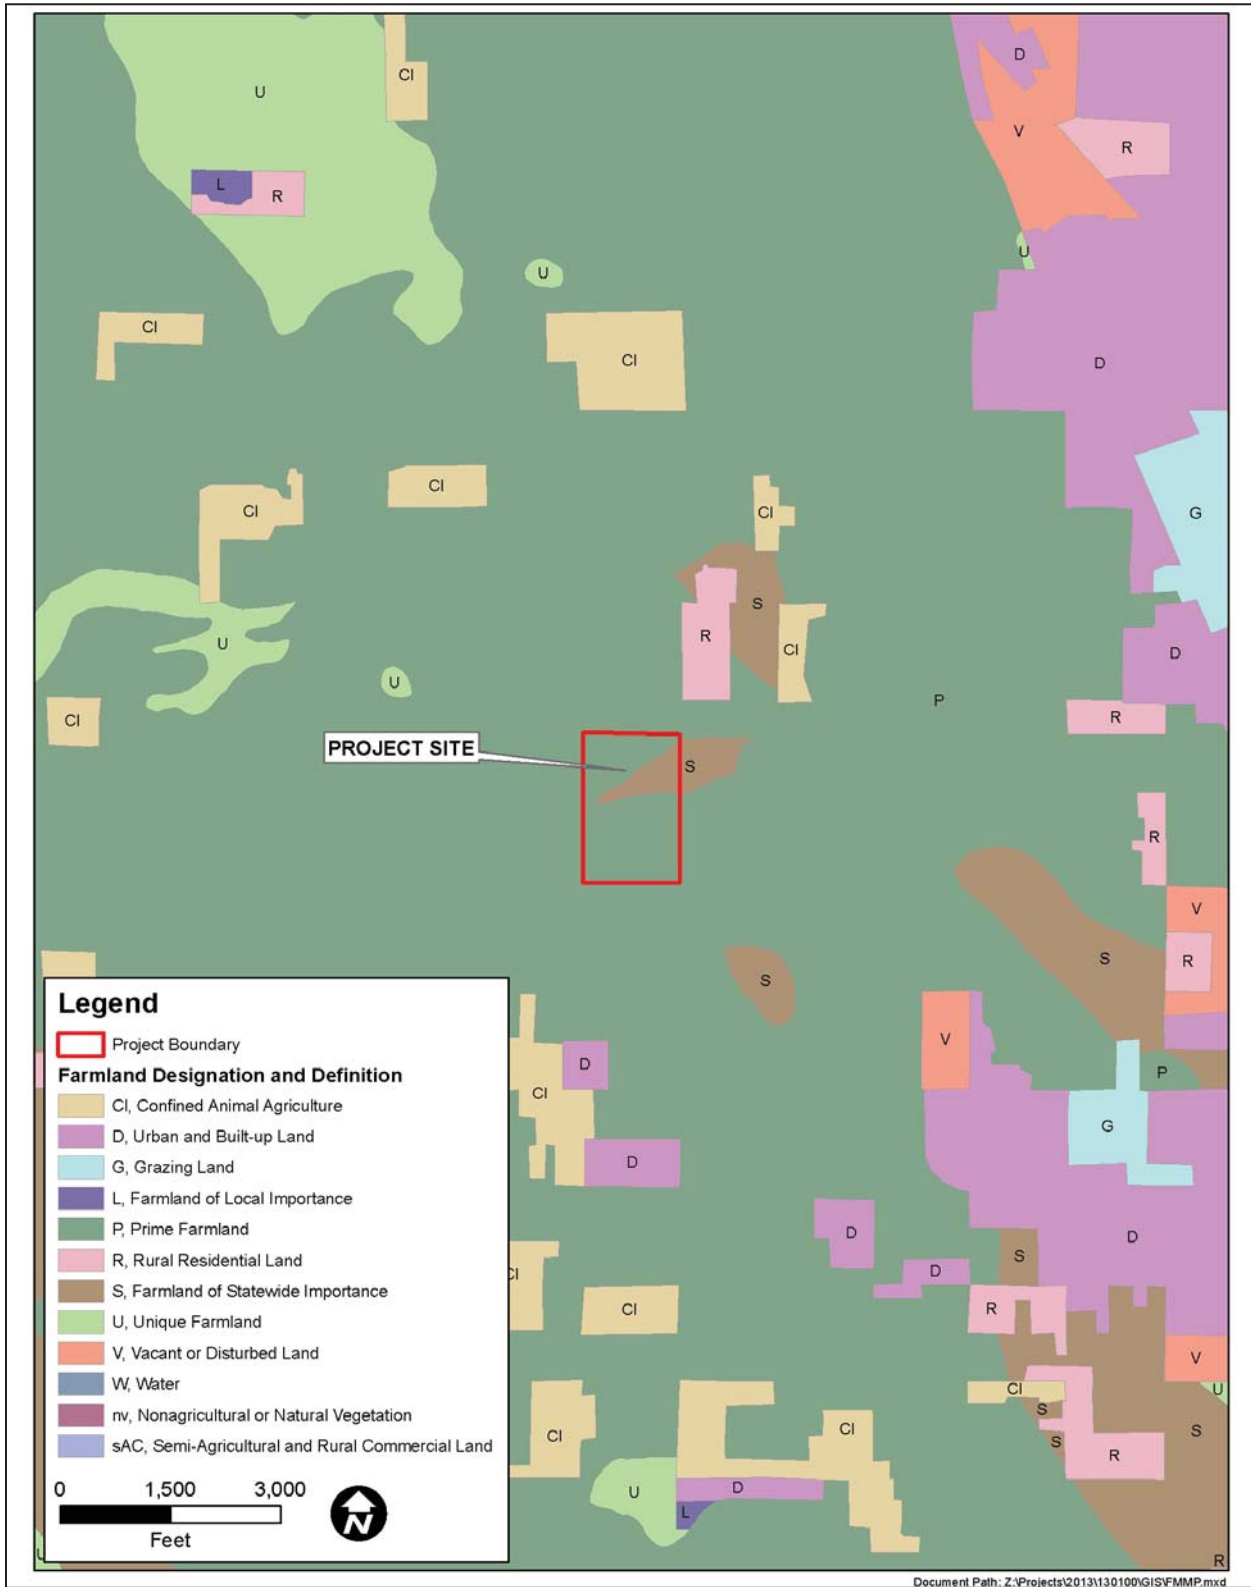 U
CI
D
V
R
L
R
U
U
CI
CI
D
CI
CI
CI
G
S
R
CI
U
D
U
P
CI
R
PROJECT SITE
S
R
V
S
R
S
V
D
P
CI
G
D
D
D
S
D
CI
CI
R
V
CI
U
S
S
CI
CI
S
R
D
U
L
U
R
Legend
Project Boundary
Farmland Designation and Definition
CI, Confined Animal Agriculture
D, Urban and Built-up Land
G, Grazing Land
L, Farmland of Local Importance
P, Prime Farmland
R, Rural Residential Land
S, Farmland of Statewide Importance
U, Unique Farmland
V, Vacant or Disturbed Land
W, Water
nv, Nonagricultural or Natural Vegetation
sAC, Semi-Agricultural and Rural Commercial Land
0 1,500 3,000
Feet
N
Document Path: Z:\Projects\2013\130100\GIS\FMMP.mxd